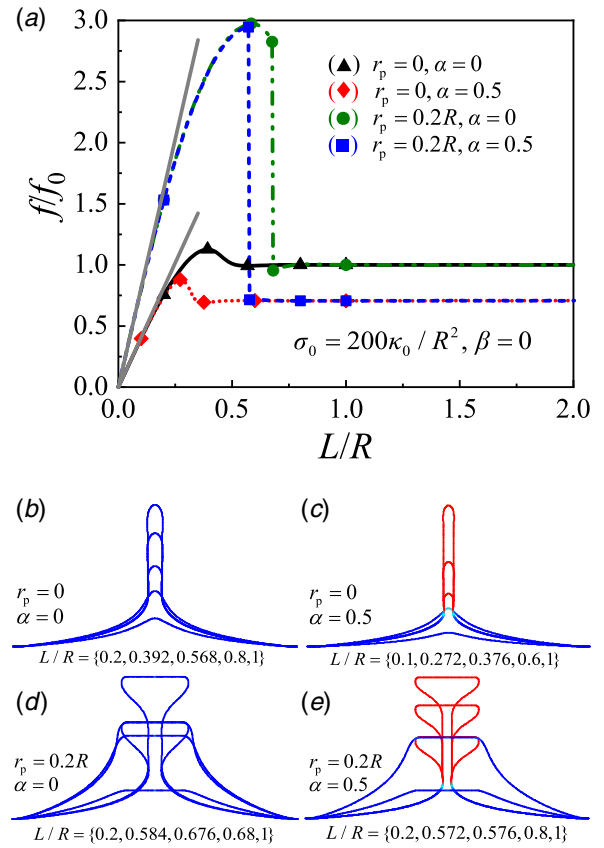 (a)
3.0
2.5
2.0
1.5
1.0
0.5
0.0
f/f₀
(▲) rₚ = 0, α = 0
(◆) rₚ = 0, α = 0.5
(●) rₚ = 0.2R, α = 0
(■) rₚ = 0.2R, α = 0.5
σ₀ = 200κ₀ / R², β = 0
0.0 0.5 1.0 1.5 2.0
L/R
(b) (c)
rₚ = 0
α = 0
L / R = {0.2, 0.392, 0.568, 0.8, 1}
rₚ = 0
α = 0.5
L / R = {0.1, 0.272, 0.376, 0.6, 1}
(d) (e)
rₚ = 0.2R
α = 0
L / R = {0.2, 0.584, 0.676, 0.68, 1}
rₚ = 0.2R
α = 0.5
L / R = {0.2, 0.572, 0.576, 0.8, 1}